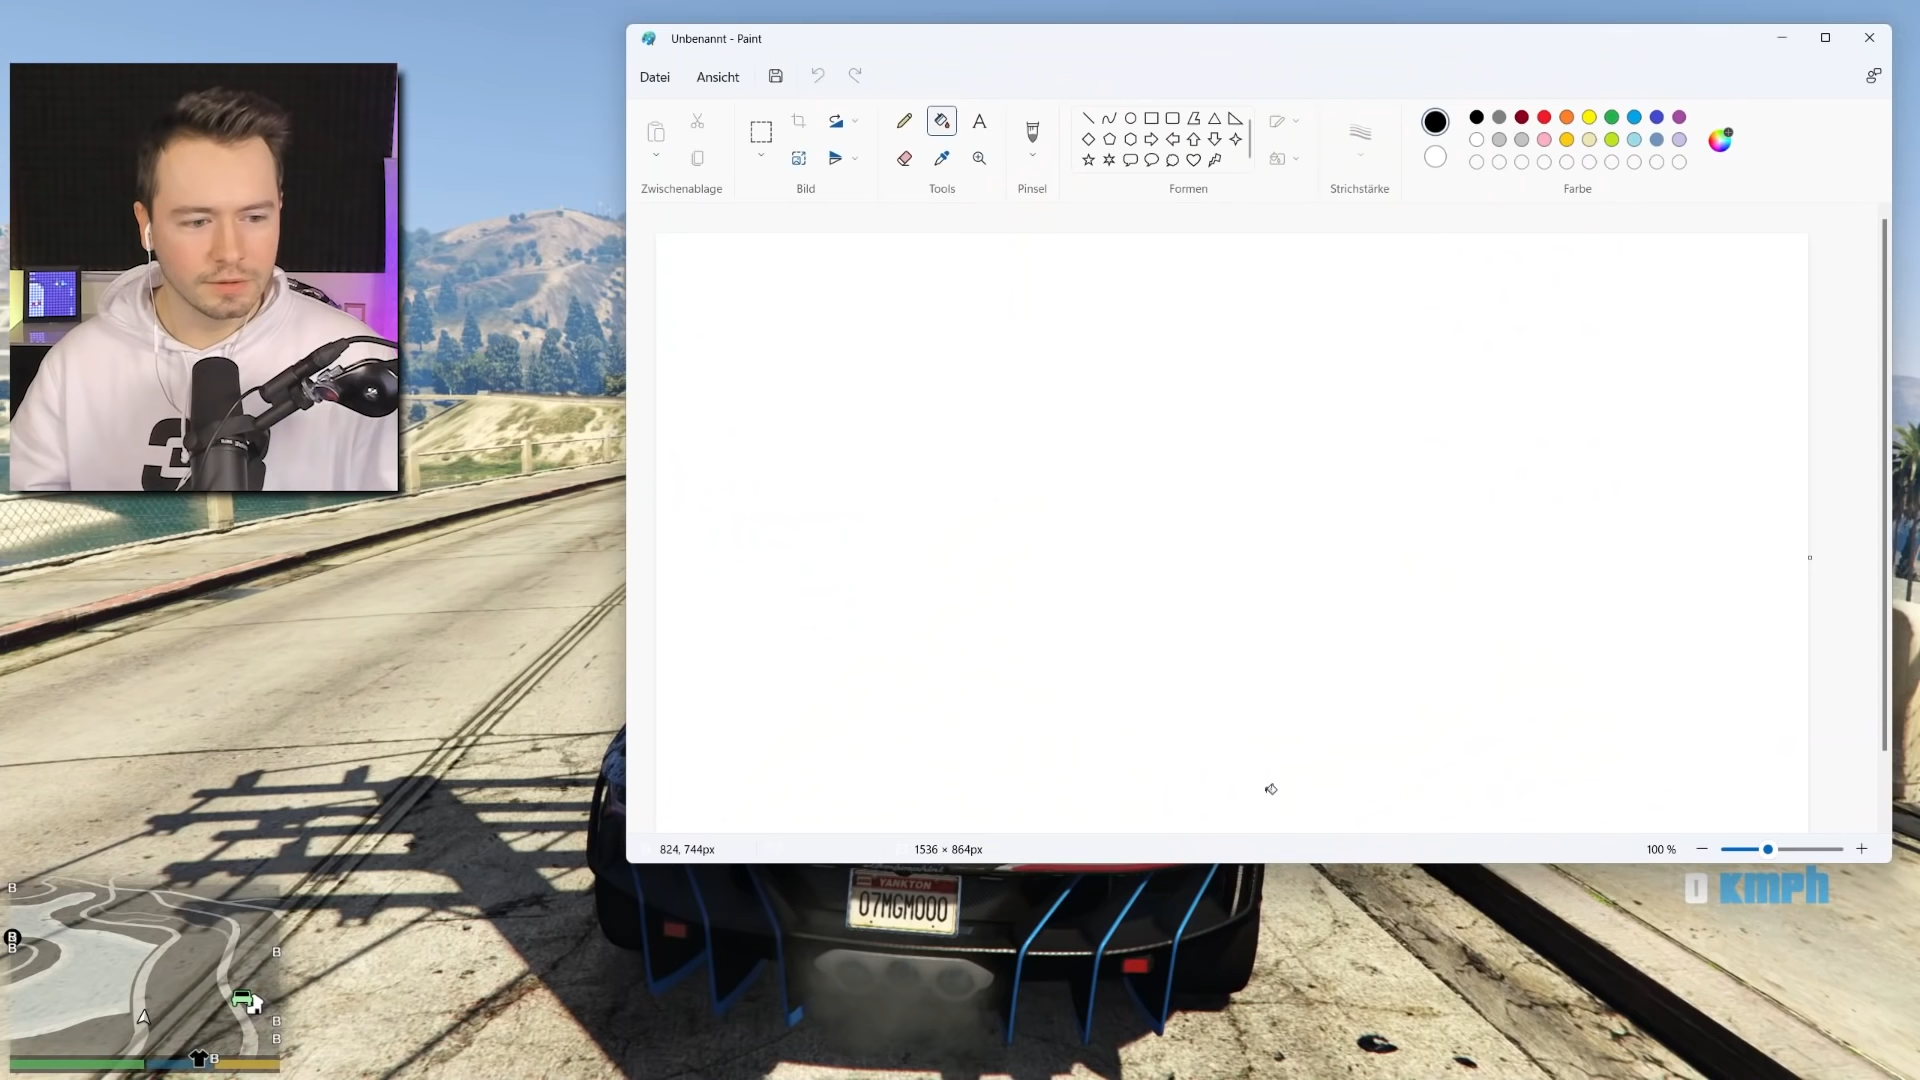 Unbenannt - Paint
Datei Ansicht
Zwischenablage Bild Tools Pinsel Formen Strichstärke Farbe
824, 744px 1536 × 864px 100 %
0 KMPH
YANKTON
07MGM000
B
B
B
B
B
B
B